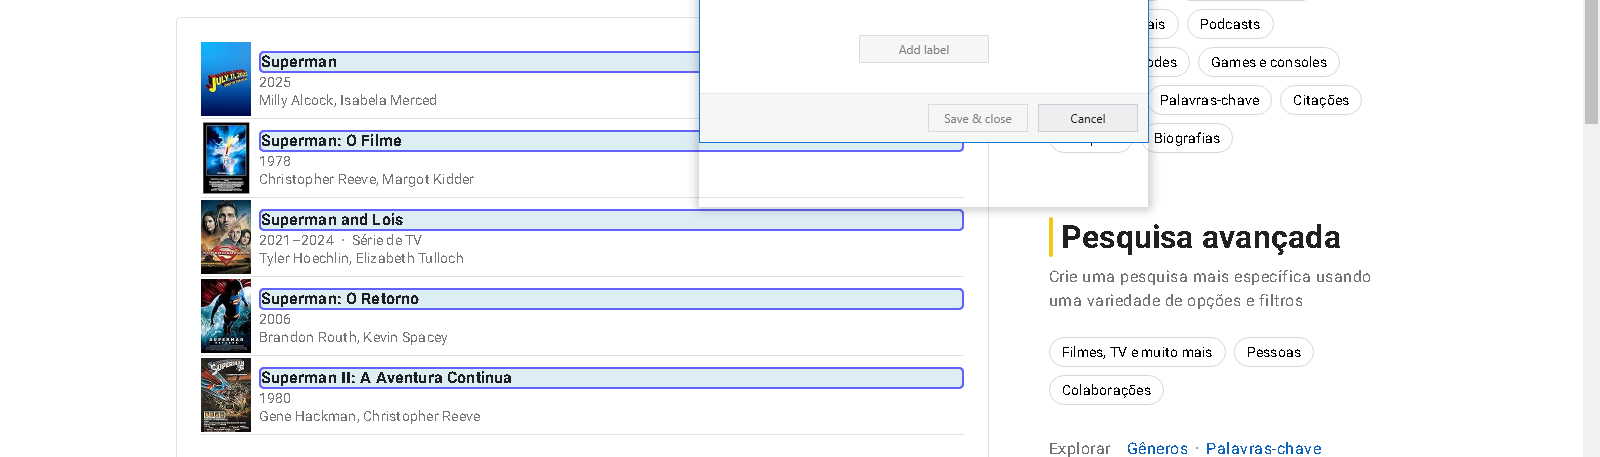 Superman
2025
Milly Alcock, Isabela Merced
Superman: O Filme
1978
Christopher Reeve, Margot Kidder
Superman and Lois
2021–2024 · Série de TV
Tyler Hoechlin, Elizabeth Tulloch
Superman: O Retorno
2006
Brandon Routh, Kevin Spacey
Superman II: A Aventura Continua
1980
Gene Hackman, Christopher Reeve
JULY 11, 2025
Add label
Save & close
Cancel
Podcasts
Games e consoles
Palavras-chave
Citações
Biografias
Pesquisa avançada
Crie uma pesquisa mais específica usando
uma variedade de opções e filtros
Filmes, TV e muito mais
Pessoas
Colaborações
Explorar Gêneros · Palavras-chave